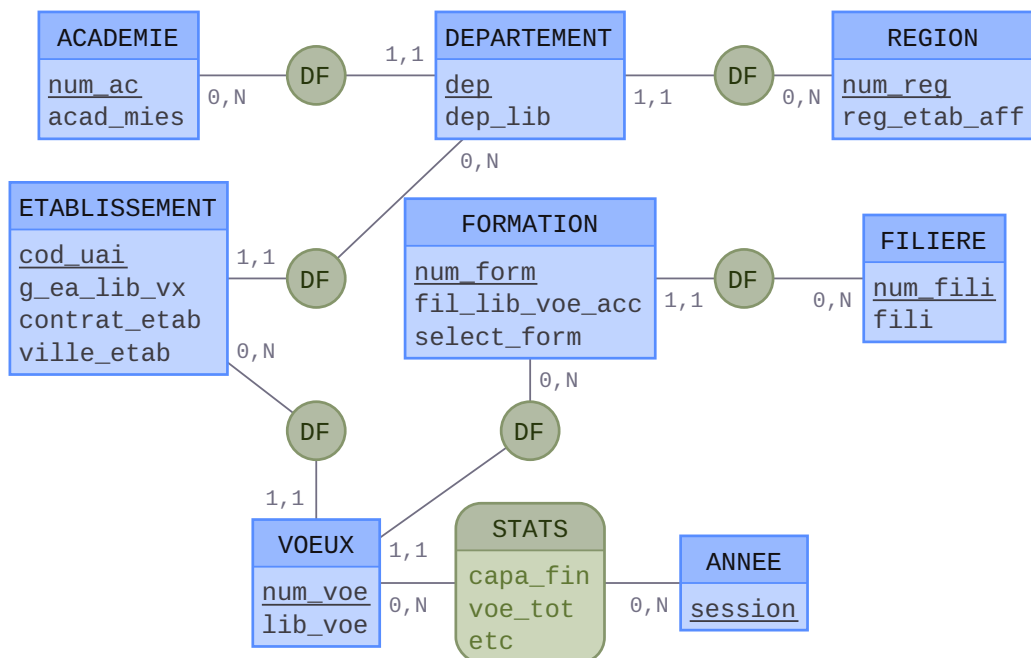 ACADEMIE
num_ac
acad_mies
0,N
DF
1,1
DEPARTEMENT
dep
dep_lib
1,1
DF
0,N
REGION
num_reg
reg_etab_aff
0,N
ETABLISSEMENT
cod_uai
g_ea_lib_vx
contrat_etab
ville_etab
1,1
DF
FORMATION
num_form
fil_lib_voe_acc
select_form
1,1
DF
0,N
FILIERE
num_fili
fili
0,N
DF
1,1
0,N
DF
1,1
VOEUX
num_voe
lib_voe
0,N
STATS
capa_fin
voe_tot
etc
0,N
ANNEE
session